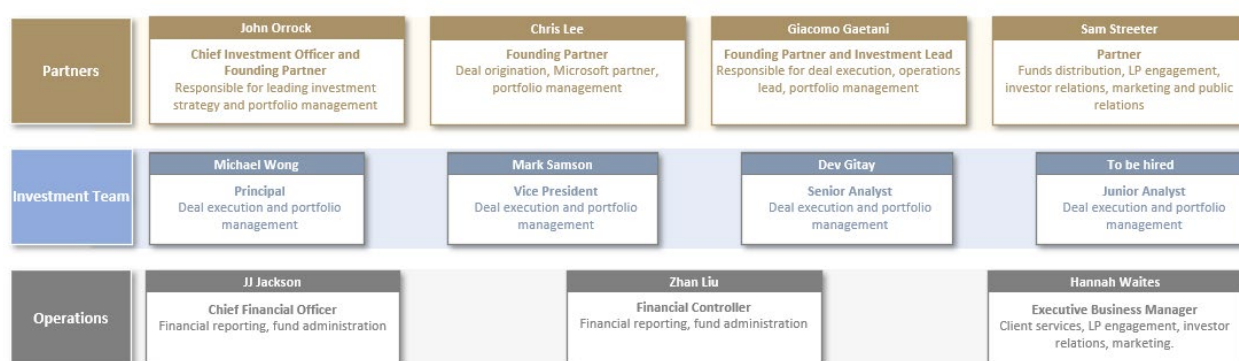 Partners
John Orrock
Chief Investment Officer and
Founding Partner
Responsible for leading investment
strategy and portfolio management
Chris Lee
Founding Partner
Deal origination, Microsoft partner,
portfolio management
Giacomo Gaetani
Founding Partner and Investment Lead
Responsible for deal execution, operations
lead, portfolio management
Sam Streeter
Partner
Funds distribution, LP engagement,
investor relations, marketing and public
relations
Investment Team
Michael Wong
Principal
Deal execution and portfolio
management
Mark Samson
Vice President
Deal execution and portfolio
management
Dev Gitay
Senior Analyst
Deal execution and portfolio
management
To be hired
Junior Analyst
Deal execution and portfolio
management
Operations
JJ Jackson
Chief Financial Officer
Financial reporting, fund administration
Zhan Liu
Financial Controller
Financial reporting, fund administration
Hannah Waites
Executive Business Manager
Client services, LP engagement, investor
relations, marketing.